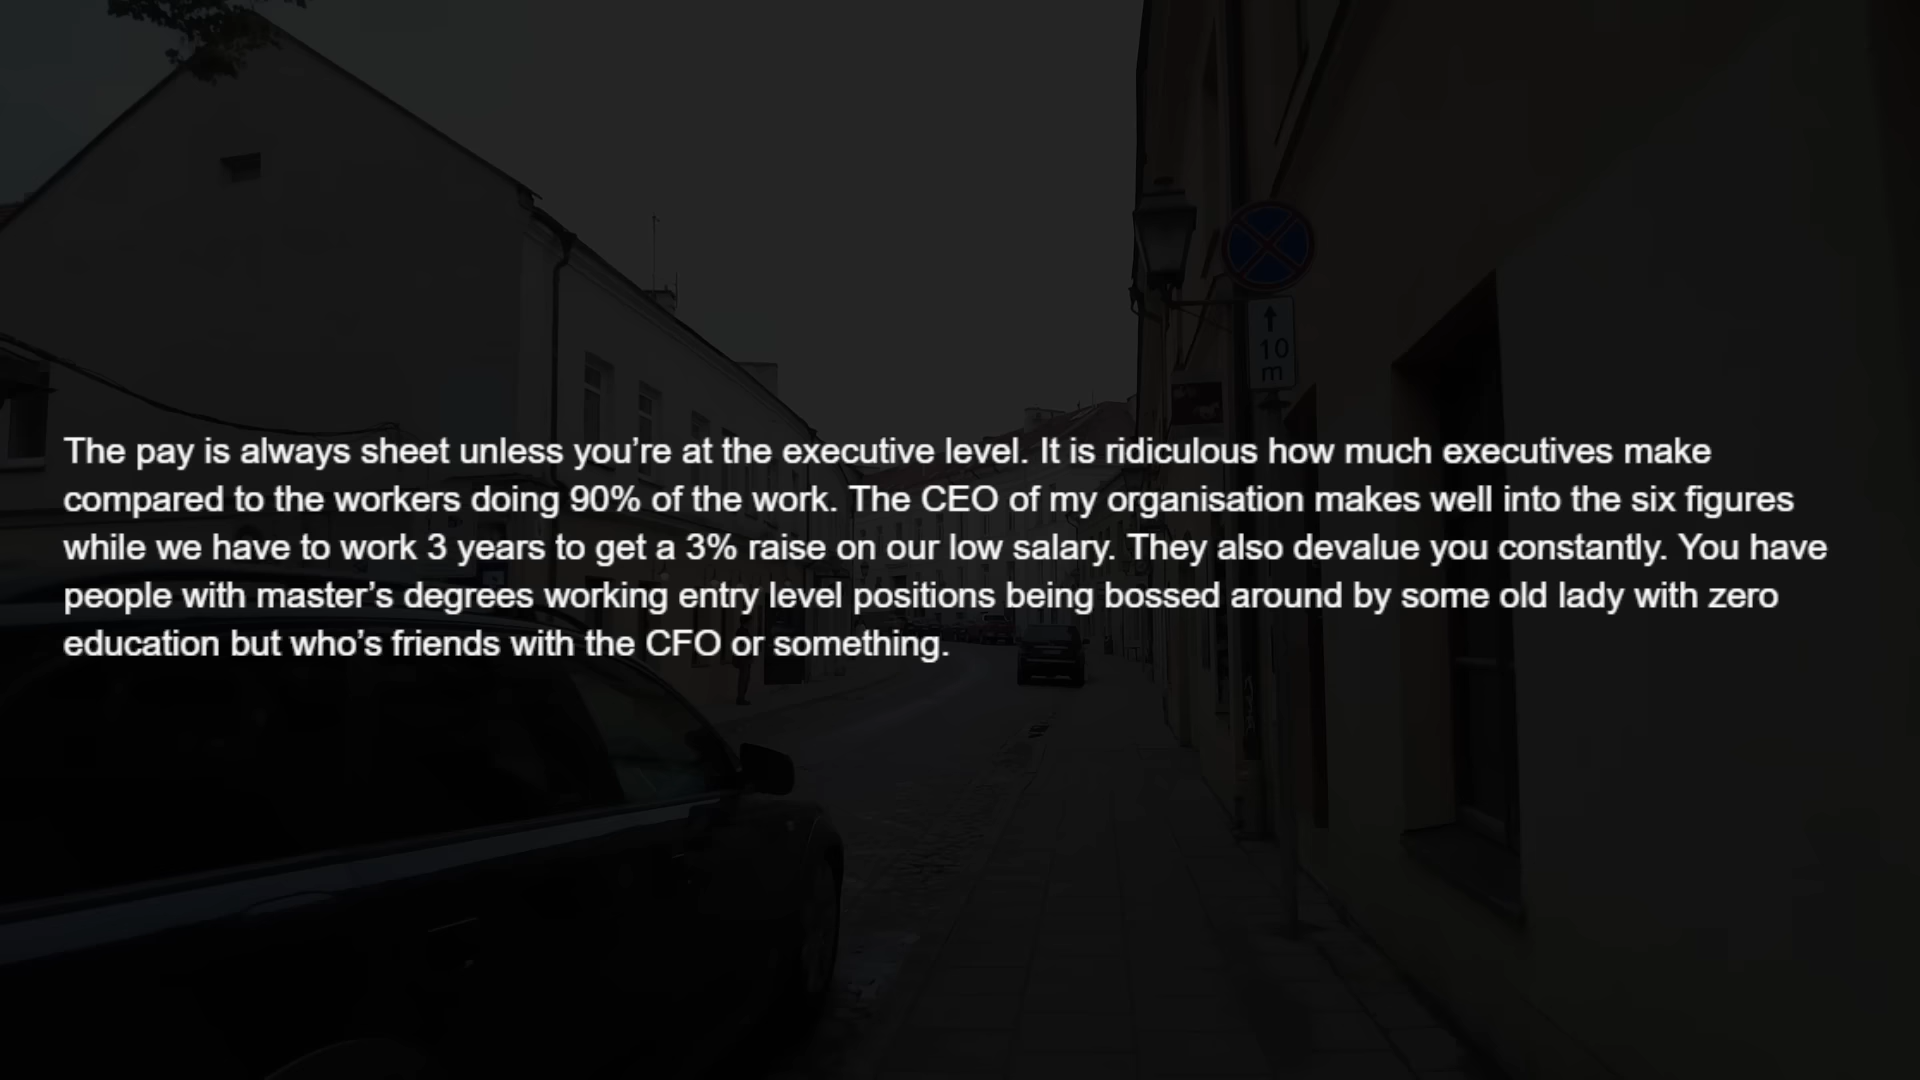 The pay is always sheet unless you’re at the executive level. It is ridiculous how much executives make
compared to the workers doing 90% of the work. The CEO of my organisation makes well into the six figures
while we have to work 3 years to get a 3% raise on our low salary. They also devalue you constantly. You have
people with master’s degrees working entry level positions being bossed around by some old lady with zero
education but who’s friends with the CFO or something.
10
m